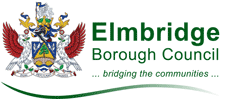 Elmbridge
Borough Council
... bridging the communities ...